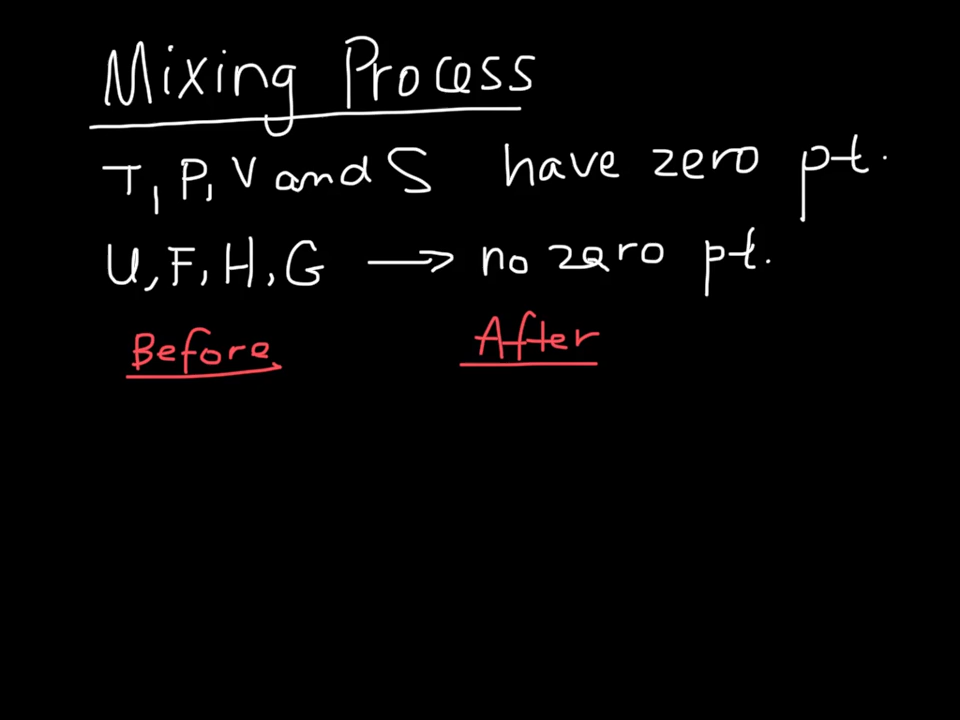 Mixing Process
T, P, V and S have zero pt.
U, F, H, G → no zero pt.
Before After